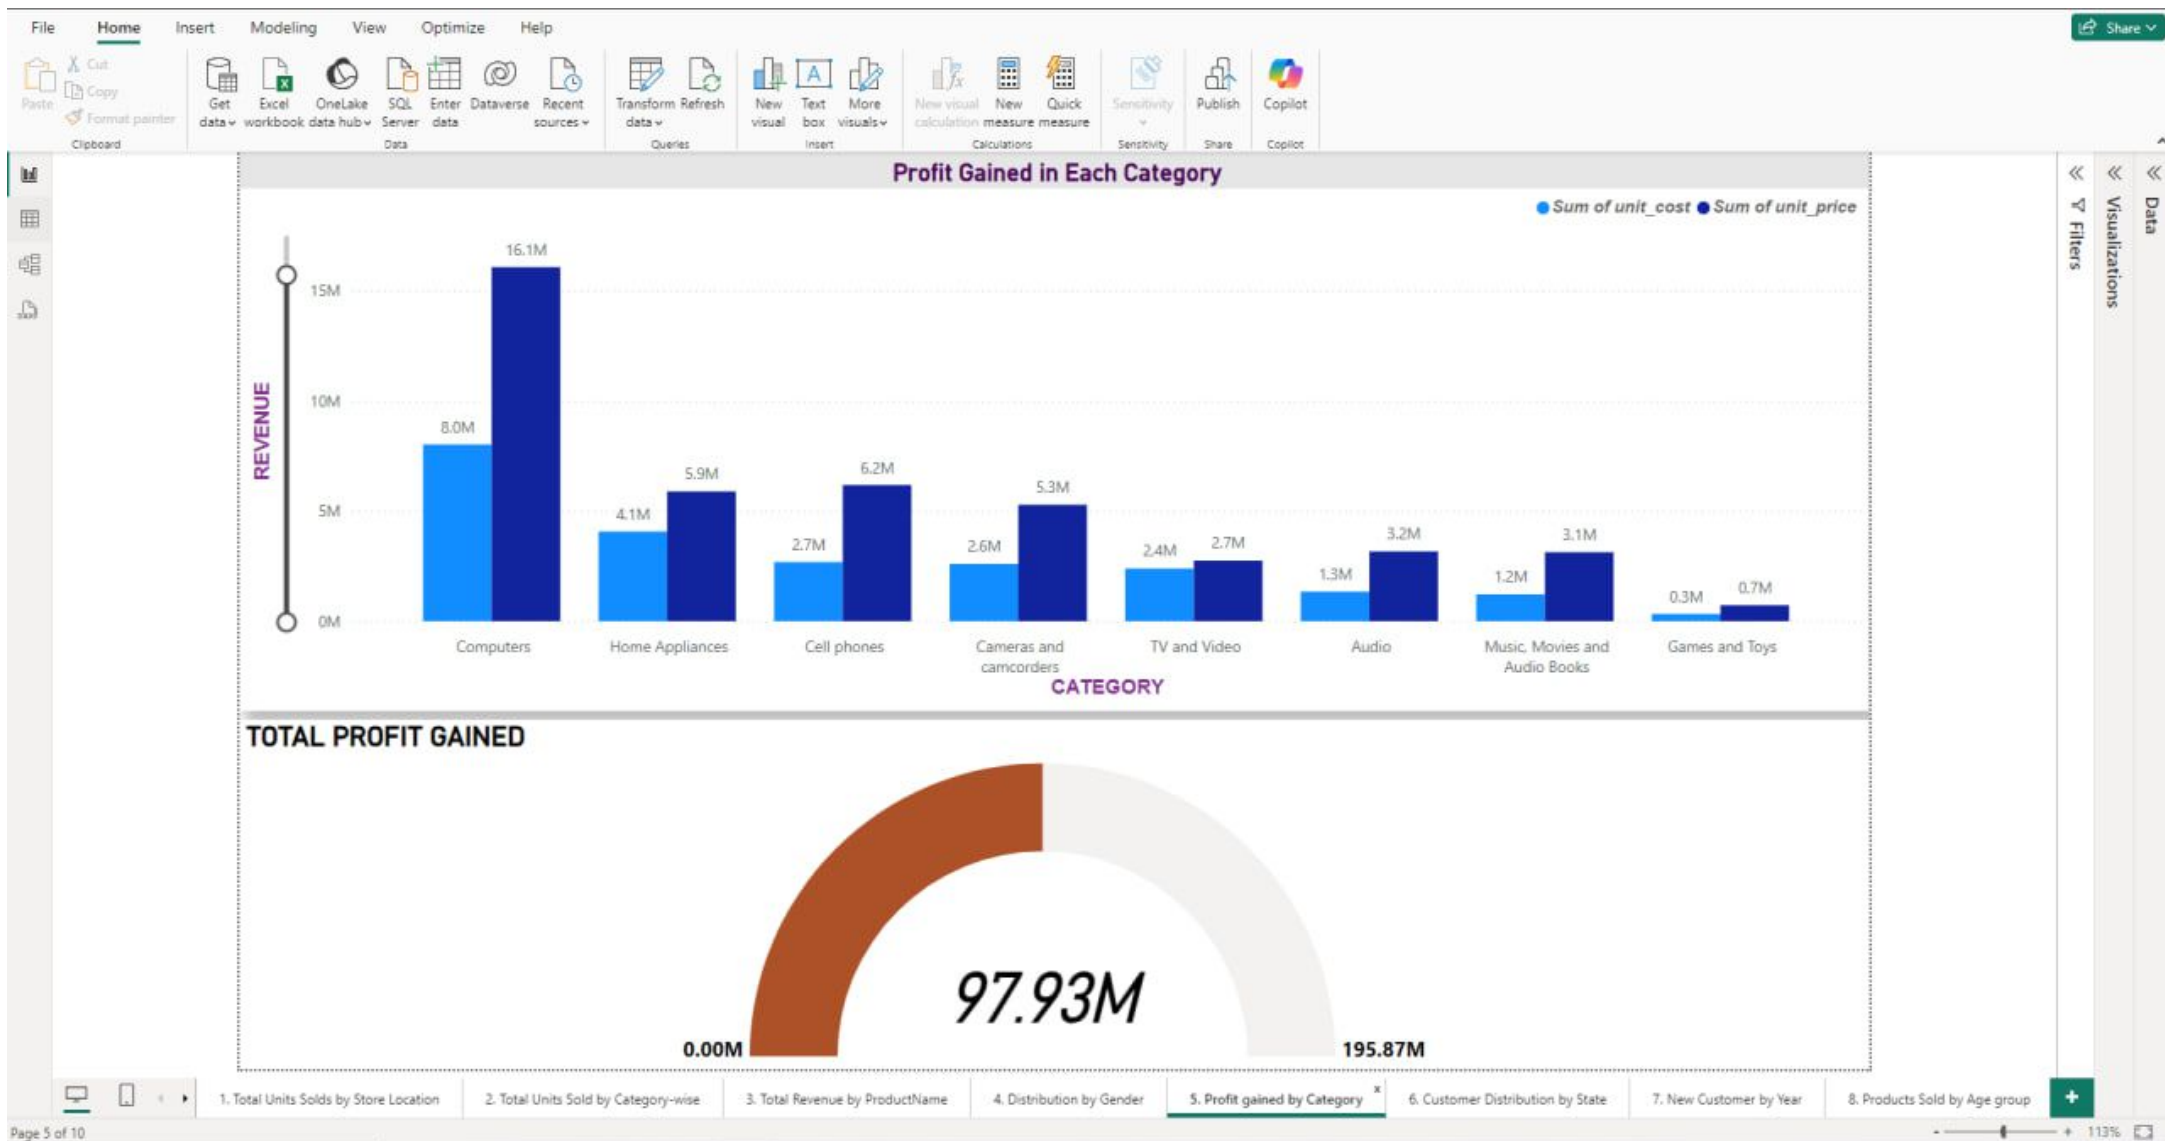 File Home Insert Modeling View Optimize Help Share
Paste
Cut
Copy
Format painter
Clipboard
Get data
Excel workbook
OneLake data hub
SQL Server
Enter data
Dataverse
Recent sources
Data
Transform data
Refresh
Queries
New visual
Text box
More visuals
Insert
New visual calculation
New measure
Quick measure
Calculations
Sensitivity
Sensitivity
Publish
Share
Copilot
Copilot
Profit Gained in Each Category
Sum of unit_cost Sum of unit_price
REVENUE
15M
10M
5M
0M
8.0M 16.1M
4.1M 5.9M
2.7M 6.2M
2.6M 5.3M
2.4M 2.7M
1.3M 3.2M
1.2M 3.1M
0.3M 0.7M
Computers
Home Appliances
Cell phones
Cameras and
camcorders
TV and Video
Audio
Music, Movies and
Audio Books
Games and Toys
CATEGORY
TOTAL PROFIT GAINED
97.93M
0.00M
195.87M
Filters
Visualizations
Data
1. Total Units Solds by Store Location
2. Total Units Sold by Category-wise
3. Total Revenue by ProductName
4. Distribution by Gender
5. Profit gained by Category x
6. Customer Distribution by State
7. New Customer by Year
8. Products Sold by Age group
+
Page 5 of 10
- + 113%